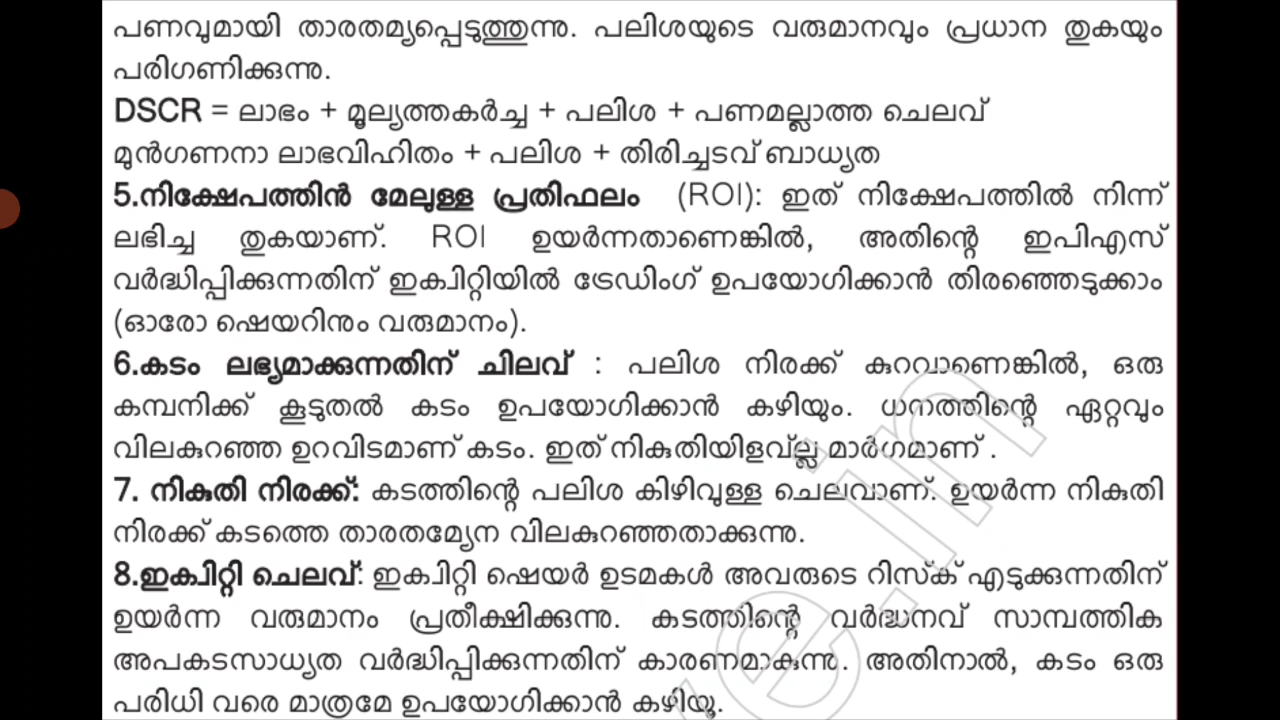 പണവുമായി താരതമ്യപ്പെടുത്തുന്നു. പലിശയുടെ വരുമാനവും പ്രധാന തുകയും
പരിഗണിക്കുന്നു.
DSCR = ലാഭം + മൂല്യത്തകർച്ച + പലിശ + പണമല്ലാത്ത ചെലവ്
മുൻഗണനാ ലാഭവിഹിതം + പലിശ + തിരിച്ചടവ് ബാധ്യത
5.നിക്ഷേപത്തിൻ മേലുള്ള പ്രതിഫലം (ROI): ഇത് നിക്ഷേപത്തിൽ നിന്ന്
ലഭിച്ച തുകയാണ്. ROI ഉയർന്നതാണെങ്കിൽ, അതിന്റെ ഇപിഎസ്
വർദ്ധിപ്പിക്കുന്നതിന് ഇക്വിറ്റിയിൽ ട്രേഡിംഗ് ഉപയോഗിക്കാൻ തിരഞ്ഞെടുക്കാം
(ഓരോ ഷെയറിനും വരുമാനം).
6.കടം ലഭ്യമാക്കുന്നതിന് ചിലവ് : പലിശ നിരക്ക് കുറവാണെങ്കിൽ, ഒരു
കമ്പനിക്ക് കൂടുതൽ കടം ഉപയോഗിക്കാൻ കഴിയും. ധനത്തിന്റെ ഏറ്റവും
വിലകുറഞ്ഞ ഉറവിടമാണ് കടം. ഇത് നികുതിയിളവ്ല്ല മാർഗമാണ് .
7. നികുതി നിരക്ക്: കടത്തിന്റെ പലിശ കിഴിവുള്ള ചെലവാണ്. ഉയർന്ന നികുതി
നിരക്ക് കടത്തെ താരതമ്യേന വിലകുറഞ്ഞതാക്കുന്നു.
8.ഇക്വിറ്റി ചെലവ്: ഇക്വിറ്റി ഷെയർ ഉടമകൾ അവരുടെ റിസ്ക് എടുക്കുന്നതിന്
ഉയർന്ന വരുമാനം പ്രതീക്ഷിക്കുന്നു. കടത്തിന്റെ വർദ്ധനവ് സാമ്പത്തിക
അപകടസാധ്യത വർദ്ധിപ്പിക്കുന്നതിന് കാരണമാകുന്നു. അതിനാൽ, കടം ഒരു
പരിധി വരെ മാത്രമേ ഉപയോഗിക്കാൻ കഴിയൂ.